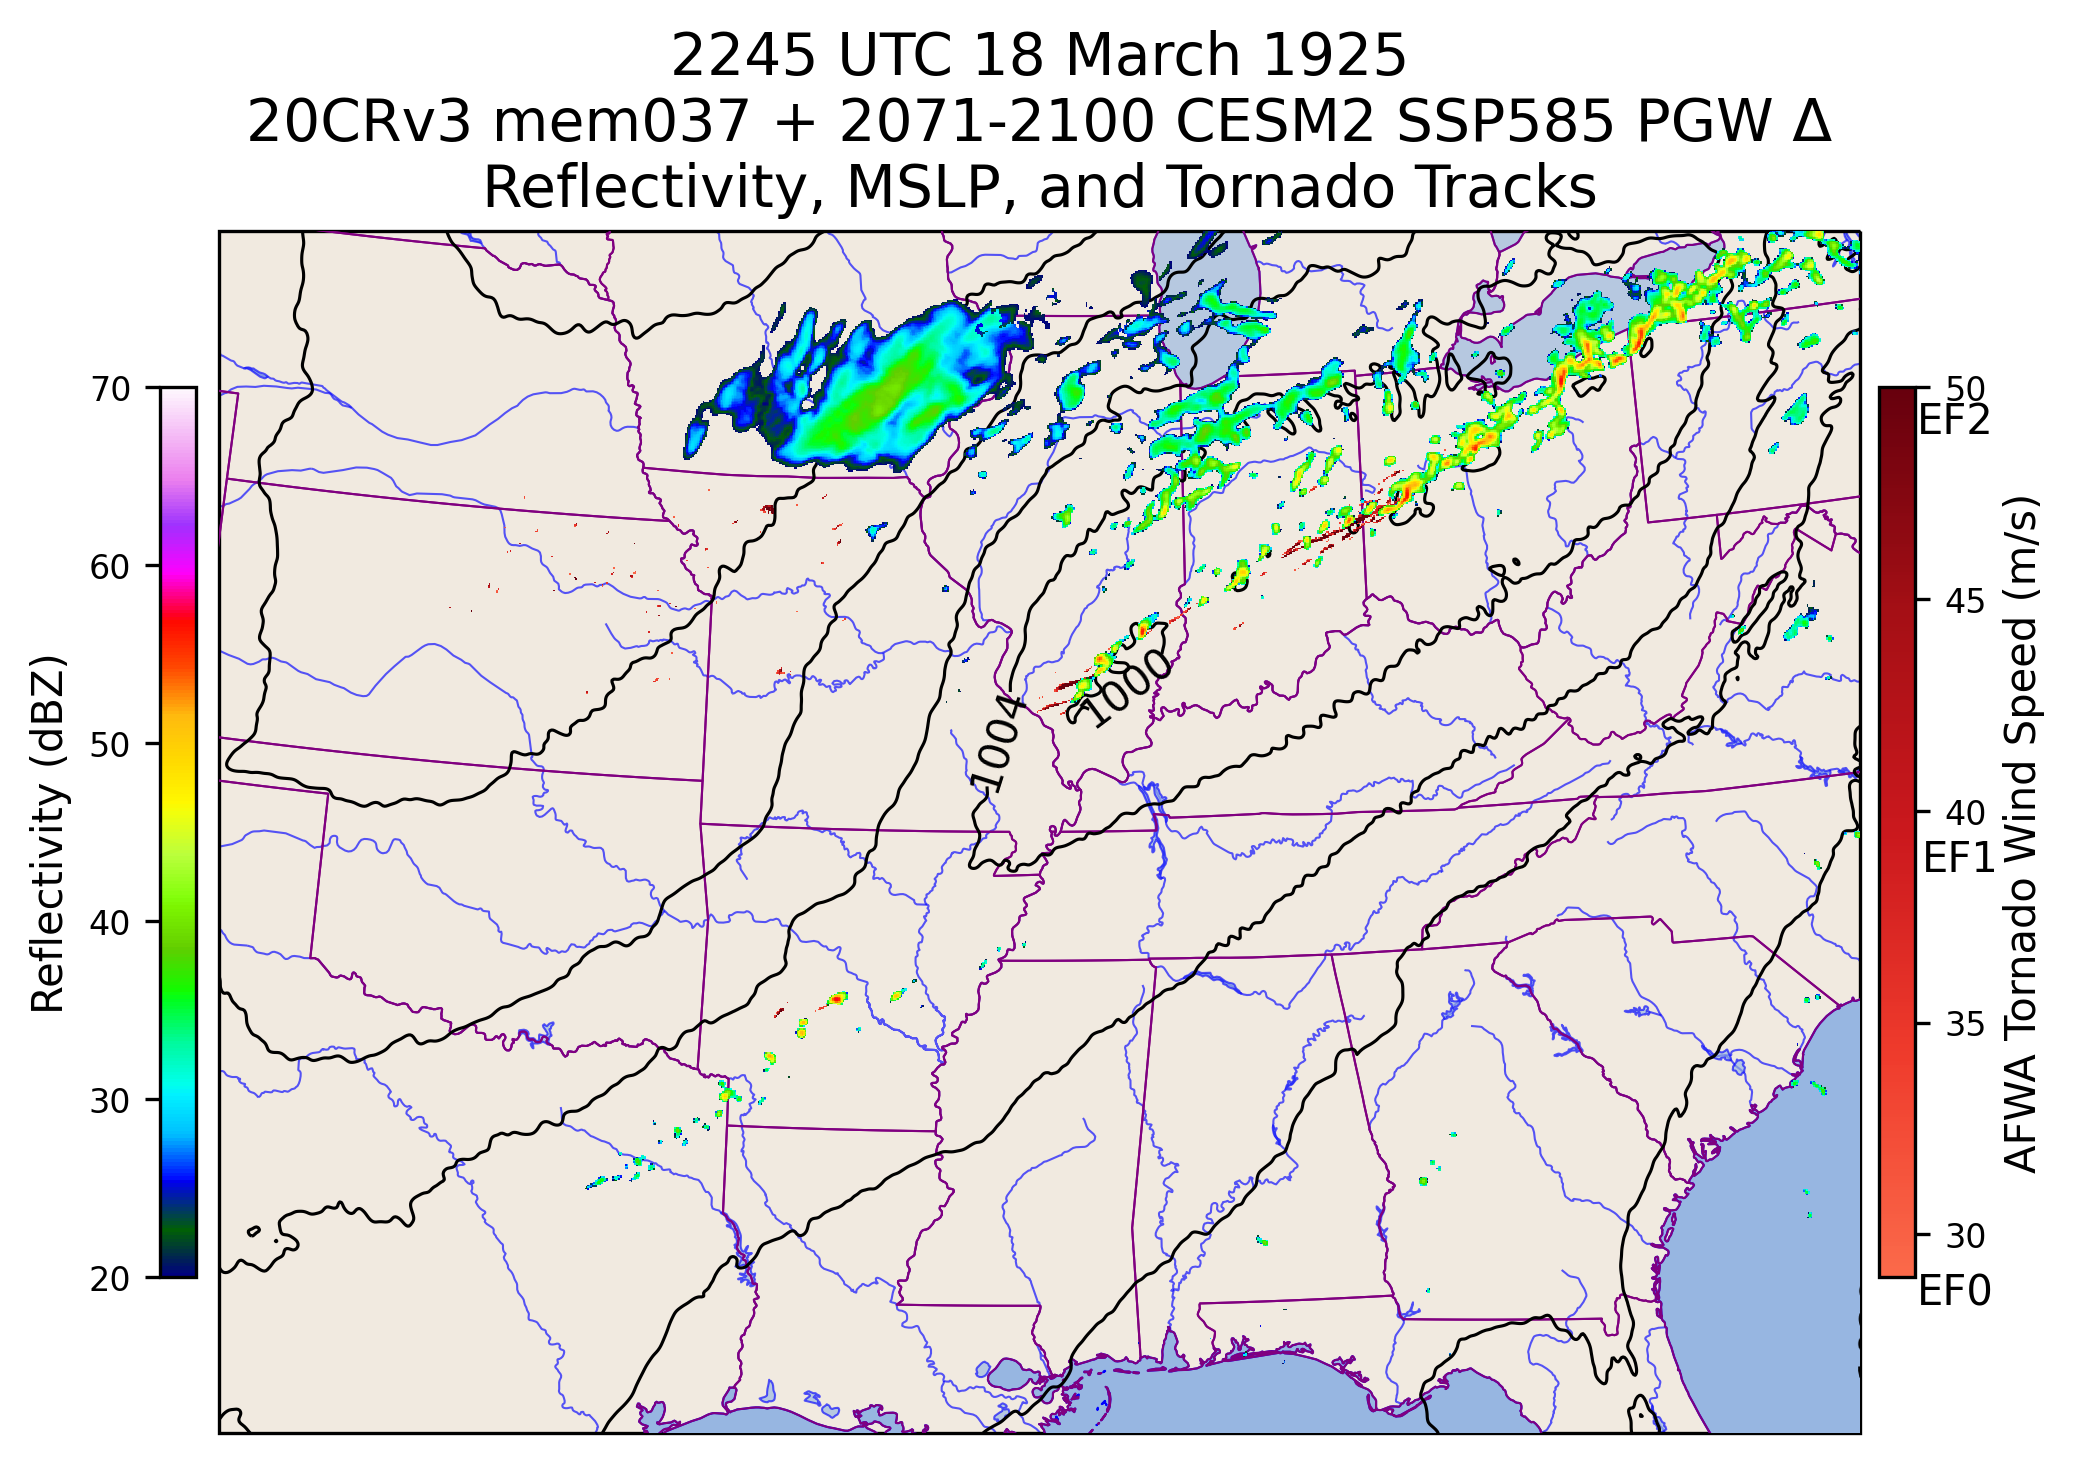 2245 UTC 18 March 1925
20CRv3 mem037 + 2071-2100 CESM2 SSP585 PGW Δ
Reflectivity, MSLP, and Tornado Tracks
70
60
50
40
30
20
Reflectivity (dBZ)
1004
1000
50
EF2
45
40
EF1
35
30
EF0
AFWA Tornado Wind Speed (m/s)